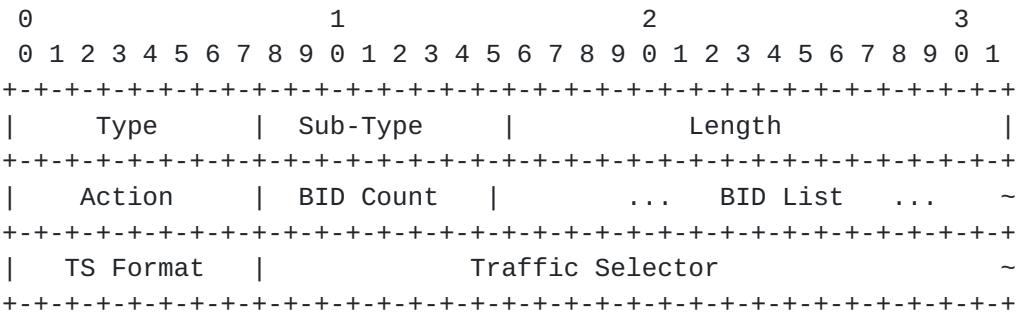 0                   1                   2                   3
 0 1 2 3 4 5 6 7 8 9 0 1 2 3 4 5 6 7 8 9 0 1 2 3 4 5 6 7 8 9 0 1
+-+-+-+-+-+-+-+-+-+-+-+-+-+-+-+-+-+-+-+-+-+-+-+-+-+-+-+-+-+-+-+-+
|     Type      |  Sub-Type     |           Length              |
+-+-+-+-+-+-+-+-+-+-+-+-+-+-+-+-+-+-+-+-+-+-+-+-+-+-+-+-+-+-+-+-+
|    Action     |  BID Count   |        ...   BID List   ...    ~
+-+-+-+-+-+-+-+-+-+-+-+-+-+-+-+-+-+-+-+-+-+-+-+-+-+-+-+-+-+-+-+-+
|   TS Format   |             Traffic Selector                  ~
+-+-+-+-+-+-+-+-+-+-+-+-+-+-+-+-+-+-+-+-+-+-+-+-+-+-+-+-+-+-+-+-+